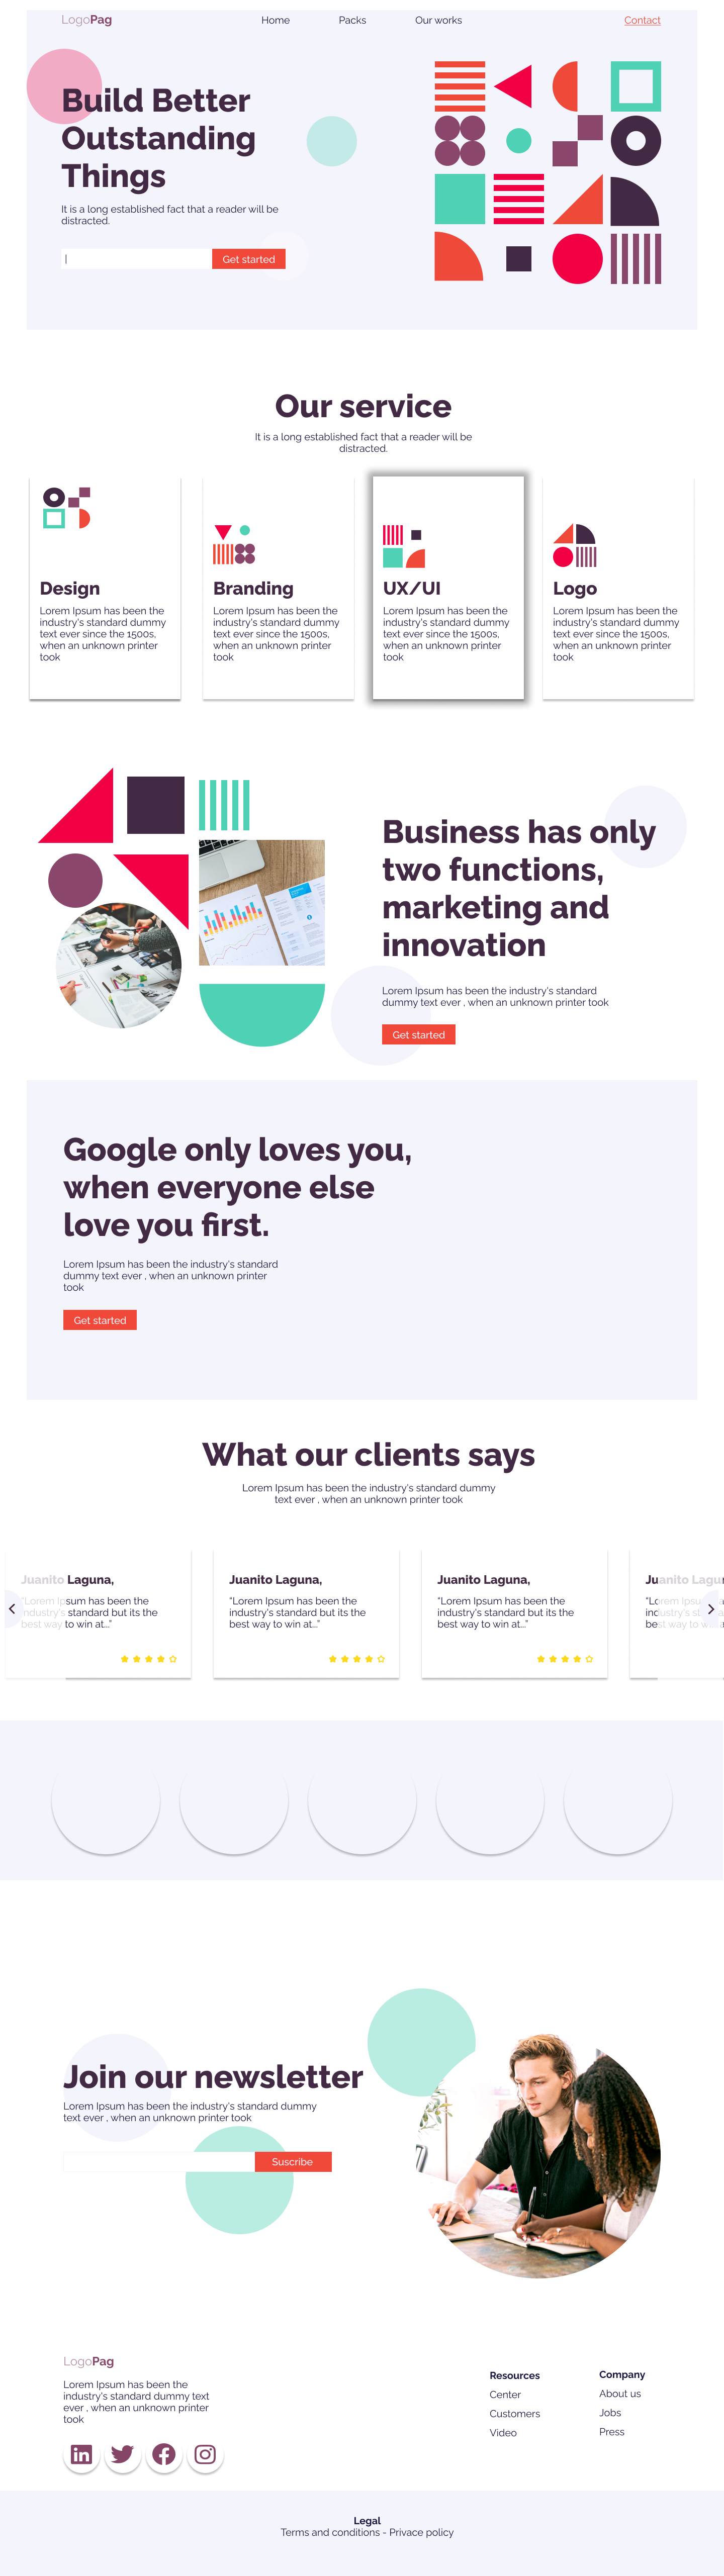 LogoPag
Home
Packs
Our works
Contact
Build Better
Outstanding
Things
It is a long established fact that a reader will be
distracted.
Get started
Our service
It is a long established fact that a reader will be
distracted.
Design
Lorem Ipsum has been the
industry's standard dummy
text ever since the 1500s,
when an unknown printer
took
Branding
Lorem Ipsum has been the
industry's standard dummy
text ever since the 1500s,
when an unknown printer
took
UX/UI
Lorem Ipsum has been the
industry's standard dummy
text ever since the 1500s,
when an unknown printer
took
Logo
Lorem Ipsum has been the
industry's standard dummy
text ever since the 1500s,
when an unknown printer
took
Business has only
two functions,
marketing and
innovation
Lorem Ipsum has been the industry's standard
dummy text ever , when an unknown printer took
Get started
Google only loves you,
when everyone else
love you first.
Lorem Ipsum has been the industry's standard
dummy text ever , when an unknown printer
took
Get started
What our clients says
Lorem Ipsum has been the industry's standard dummy
text ever , when an unknown printer took
Juanito Laguna,
"Lorem Ipsum has been the
industry's standard but its the
best way to win at..."
Juanito Laguna,
"Lorem Ipsum has been the
industry's standard but its the
best way to win at..."
Juanito Laguna,
"Lorem Ipsum has been the
industry's standard but its the
best way to win at..."
Juanito Lagu
"Lorem Ipsu
industry's st
best way to w
Join our newsletter
Lorem Ipsum has been the industry's standard dummy
text ever , when an unknown printer took
Suscribe
LogoPag
Lorem Ipsum has been the
industry's standard dummy text
ever , when an unknown printer
took
Resources
Center
Customers
Video
Company
About us
Jobs
Press
Legal
Terms and conditions - Privace policy